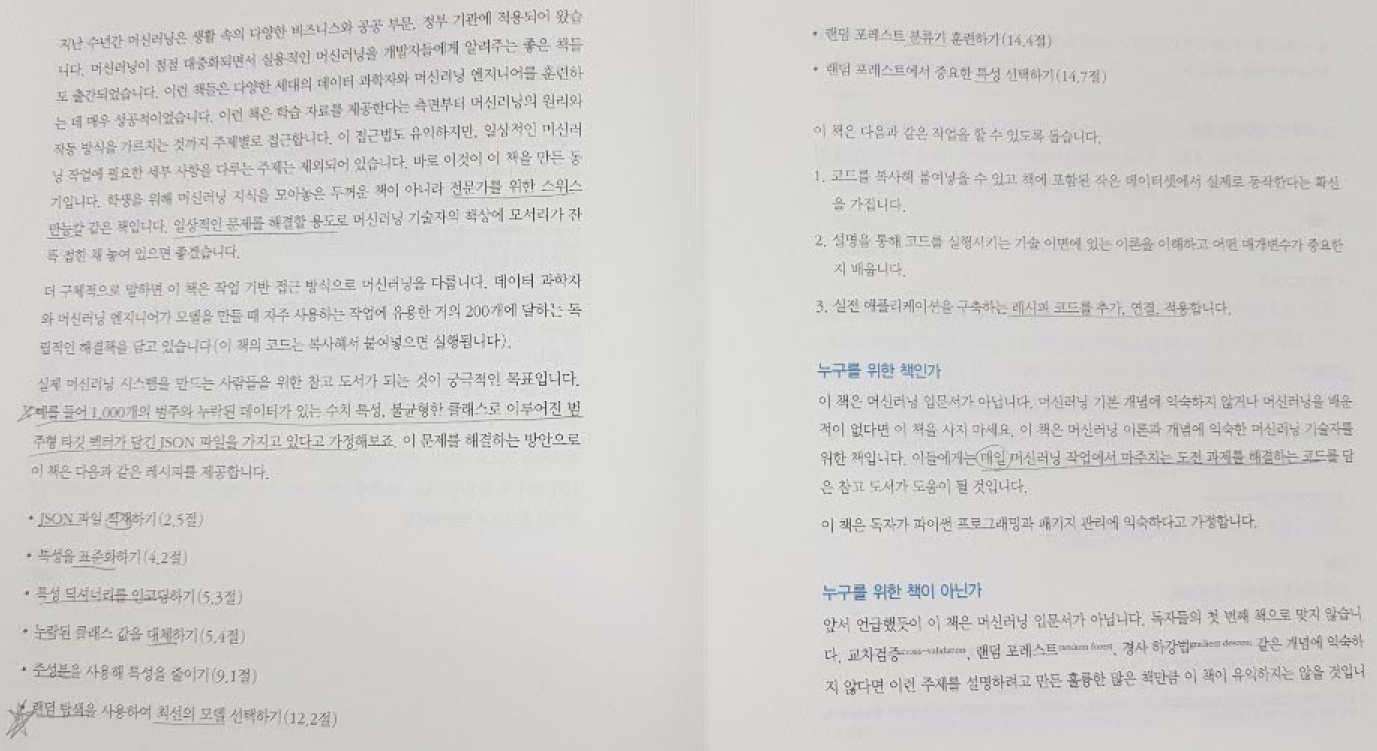 지난 수년간 머신러닝은 생활 속의 다양한 비즈니스와 공공 부문, 정부 기관에 적용되어 왔습
니다. 머신러닝이 점점 대중화되면서 실용적인 머신러닝을 개발자들에게 알려주는 좋은 책들
도 출간되었습니다. 이런 책들은 다양한 세대의 데이터 과학자와 머신러닝 엔지니어를 훈련하
는 데 매우 성공적이었습니다. 이런 책은 학습 자료를 제공한다는 측면부터 머신러닝의 원리와
작동 방식을 가르치는 것까지 주제별로 접근합니다. 이 접근법도 유익하지만, 일상적인 머신러
닝 작업에 필요한 세부 사항을 다루는 주제는 제외되어 있습니다. 바로 이것이 이 책을 만든 동
기입니다. 학생을 위해 머신러닝 지식을 모아놓은 두꺼운 책이 아니라 전문가를 위한 스위스
만능칼 같은 책입니다. 일상적인 문제를 해결할 용도로 머신러닝 기술자의 책상에 모서리가 잔
뜩 접힌 채 놓여 있으면 좋겠습니다.
더 구체적으로 말하면 이 책은 작업 기반 접근 방식으로 머신러닝을 다룹니다. 데이터 과학자
와 머신러닝 엔지니어가 모델을 만들 때 자주 사용하는 작업에 유용한 거의 200개에 달하는 독
립적인 해결책을 담고 있습니다(이 책의 코드는 복사해서 붙여넣으면 실행됩니다).
실제 머신러닝 시스템을 만드는 사람들을 위한 참고 도서가 되는 것이 궁극적인 목표입니다.
예를 들어 1,000개의 범주와 누락된 데이터가 있는 수치 특성, 불균형한 클래스로 이루어진 범
주형 타깃 벡터가 담긴 JSON 파일을 가지고 있다고 가정해보죠. 이 문제를 해결하는 방안으로
이 책은 다음과 같은 레시피를 제공합니다.
• JSON 파일 적재하기(2.5절)
• 특성을 표준화하기(4.2절)
• 특성 딕셔너리를 인코딩하기(5.3절)
• 누락된 클래스 값을 대체하기(5.4절)
• 주성분을 사용해 특성을 줄이기(9.1절)
• 랜덤 탐색을 사용하여 최선의 모델 선택하기(12.2절)
• 랜덤 포레스트 분류기 훈련하기(14.4절)
• 랜덤 포레스트에서 중요한 특성 선택하기(14.7절)
이 책은 다음과 같은 작업을 할 수 있도록 돕습니다.
1. 코드를 복사해 붙여넣을 수 있고 책에 포함된 작은 데이터셋에서 실제로 동작한다는 확신
을 가집니다.
2. 설명을 통해 코드를 실행시키는 기술 이면에 있는 이론을 이해하고 어떤 매개변수가 중요한
지 배웁니다.
3. 실전 애플리케이션을 구축하는 레시피 코드를 추가, 연결, 적용합니다.
누구를 위한 책인가
이 책은 머신러닝 입문서가 아닙니다. 머신러닝 기본 개념에 익숙하지 않거나 머신러닝을 배운
적이 없다면 이 책을 사지 마세요. 이 책은 머신러닝 이론과 개념에 익숙한 머신러닝 기술자를
위한 책입니다. 이들에게는 매일 머신러닝 작업에서 마주치는 도전 과제를 해결하는 코드를 담
은 참고 도서가 도움이 될 것입니다.
이 책은 독자가 파이썬 프로그래밍과 패키지 관리에 익숙하다고 가정합니다.
누구를 위한 책이 아닌가
앞서 언급했듯이 이 책은 머신러닝 입문서가 아닙니다. 독자들의 첫 번째 책으로 맞지 않습니
다. 교차검증cross-validation, 랜덤 포레스트random forest, 경사 하강법gradient descent 같은 개념에 익숙하
지 않다면 이런 주제를 설명하려고 만든 훌륭한 많은 책만큼 이 책이 유익하지는 않을 것입니